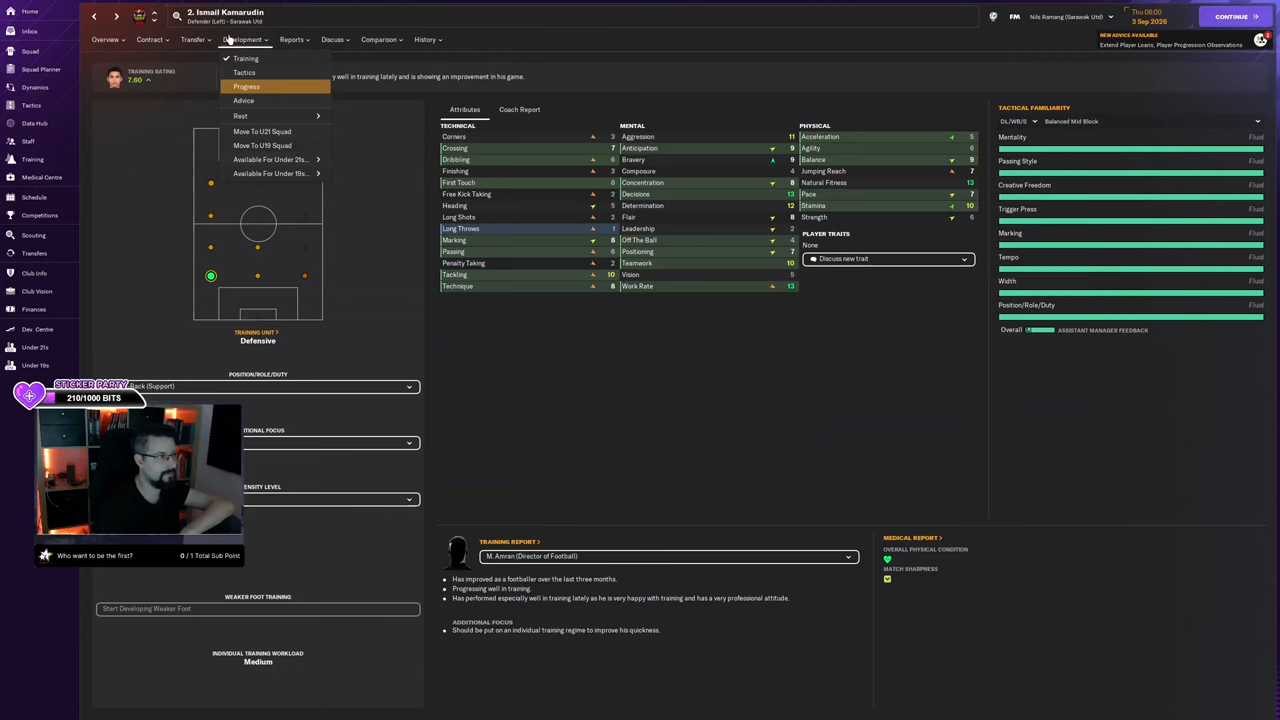 2. Ismail Kamarudin
Defender (Left) - Sarawak Utd
FM
Nils Ramang (Sarawak Utd)
Thu 08:00
3 Sep 2026
CONTINUE
NEW ADVICE AVAILABLE
Extend Player Loans, Player Progression Observations
2
Home
Inbox
Squad
Squad Planner
Dynamics
Tactics
Data Hub
Staff
Training
Medical Centre
Schedule
Competitions
Scouting
Transfers
Club Info
Club Vision
Finances
Dev. Centre
Under 21s
Under 19s
Overview
Contract
Transfer
Development
Reports
Discuss
Comparison
History
Training
Tactics
Progress
Advice
Rest
Move To U21 Squad
Move To U19 Squad
Available For Under 21s...
Available For Under 19s...
TRAINING RATING
7.60
y well in training lately and is showing an improvement in his game.
TRAINING UNIT
Defensive
POSITION/ROLE/DUTY
Back (Support)
ITIONAL FOCUS
ENSITY LEVEL
WEAKER FOOT TRAINING
Start Developing Weaker Foot
INDIVIDUAL TRAINING WORKLOAD
Medium
STICKER PARTY
210/1000 BITS
Who want to be the first?
0 / 1 Total Sub Point
Attributes
Coach Report
TECHNICAL
Corners 3
Crossing 7
Dribbling 6
Finishing 3
First Touch 6
Free Kick Taking 2
Heading 5
Long Shots 2
Long Throws 1
Marking 8
Passing 6
Penalty Taking 2
Tackling 10
Technique 8
MENTAL
Aggression 11
Anticipation 9
Bravery 9
Composure 4
Concentration 8
Decisions 13
Determination 12
Flair 8
Leadership 2
Off The Ball 4
Positioning 7
Teamwork 10
Vision 5
Work Rate 13
PHYSICAL
Acceleration 5
Agility 6
Balance 9
Jumping Reach 7
Natural Fitness 13
Pace 7
Stamina 10
Strength 6
PLAYER TRAITS
None
Discuss new trait
TACTICAL FAMILIARITY
DL/WB/S
Balanced Mid Block
Mentality Fluid
Passing Style Fluid
Creative Freedom Fluid
Trigger Press Fluid
Marking Fluid
Tempo Fluid
Width Fluid
Position/Role/Duty Fluid
Overall
ASSISTANT MANAGER FEEDBACK
TRAINING REPORT
M. Amran (Director of Football)
Has improved as a footballer over the last three months.
Progressing well in training.
Has performed especially well in training lately as he is very happy with training and has a very professional attitude.
ADDITIONAL FOCUS
Should be put on an individual training regime to improve his quickness.
MEDICAL REPORT
OVERALL PHYSICAL CONDITION
MATCH SHARPNESS